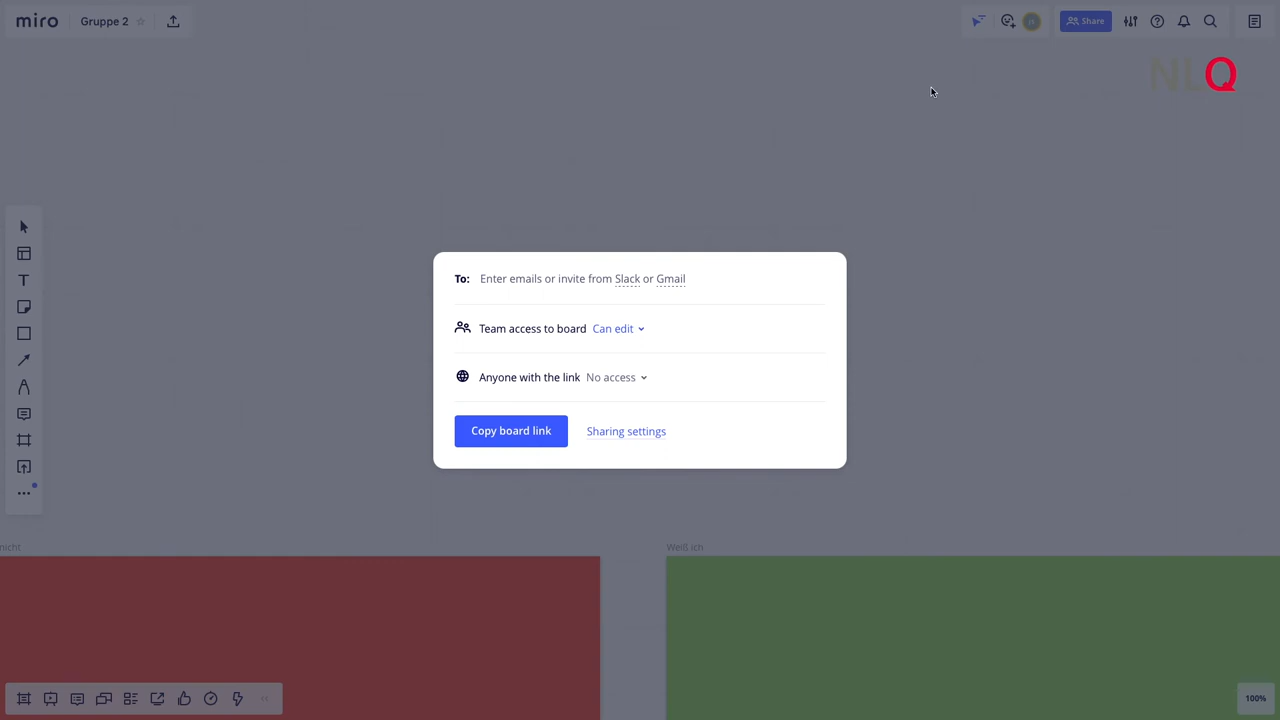 miro
Gruppe 2
Share
NLQ
To: Enter emails or invite from Slack or Gmail
Team access to board Can edit
Anyone with the link No access
Copy board link
Sharing settings
nicht
Weiß ich
100%